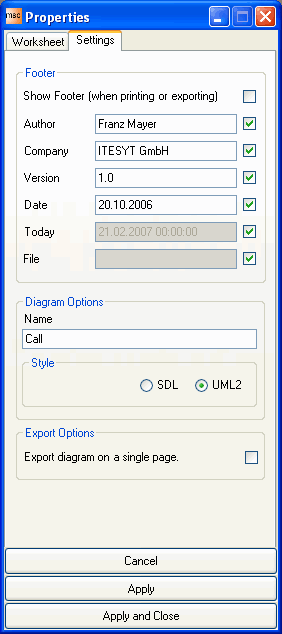 msc Properties
Worksheet Settings
Footer
Show Footer (when printing or exporting)
Author Franz Mayer
Company ITESYT GmbH
Version 1.0
Date 20.10.2006
Today 21.02.2007 00:00:00
File
Diagram Options
Name
Call
Style
SDL UML2
Export Options
Export diagram on a single page.
Cancel
Apply
Apply and Close